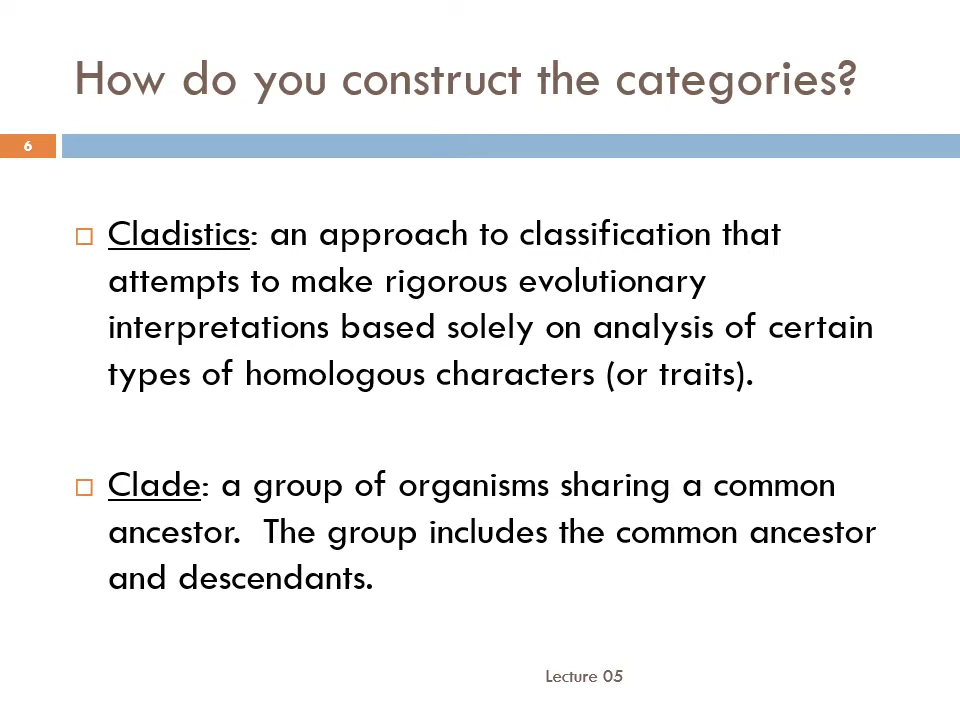 How do you construct the categories?
6
Cladistics: an approach to classification that
attempts to make rigorous evolutionary
interpretations based solely on analysis of certain
types of homologous characters (or traits).
Clade: a group of organisms sharing a common
ancestor.  The group includes the common ancestor
and descendants.
Lecture 05